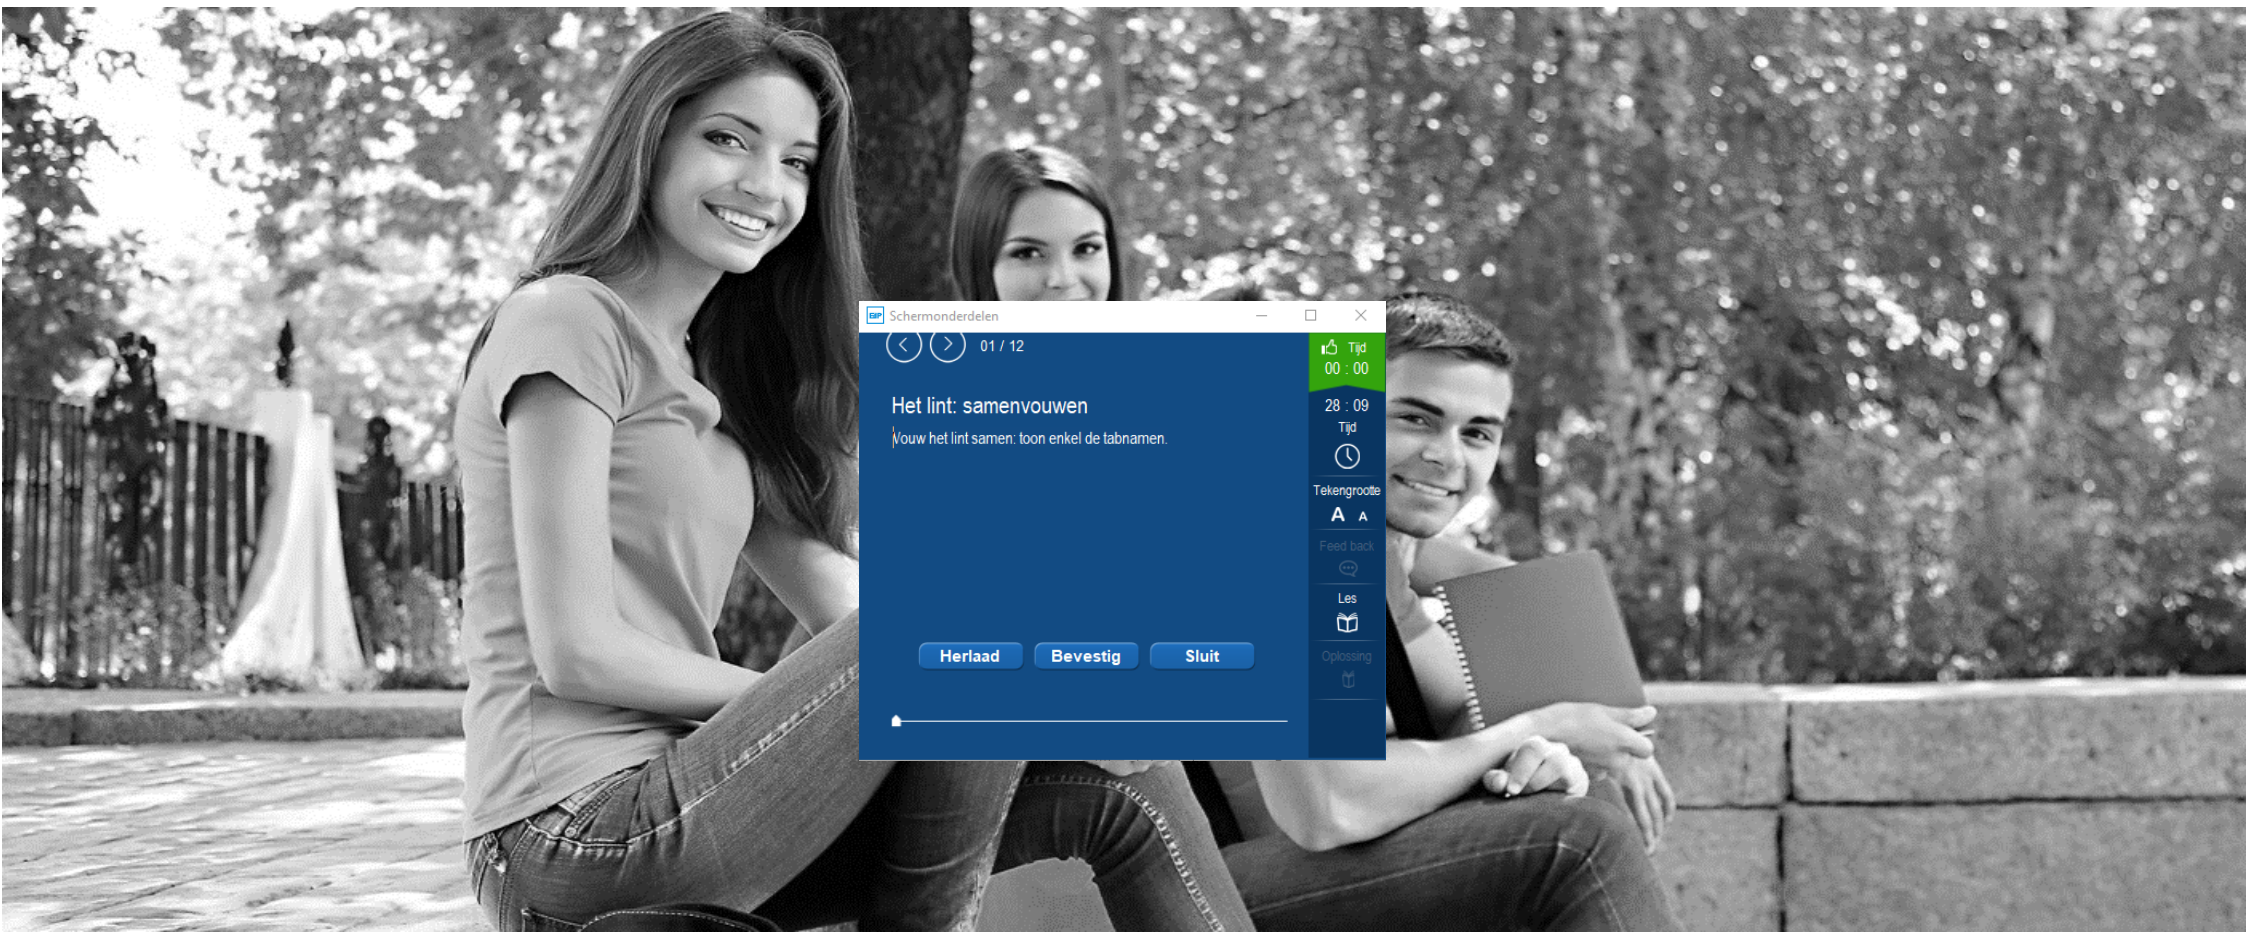 BIP Schermonderdelen
01 / 12
Tijd
00 : 00
Het lint: samenvouwen
Vouw het lint samen: toon enkel de tabnamen.
28 : 09
Tijd
Tekengrootte
A A
Feed back
Les
Herlaad Bevestig Sluit
Oplossing